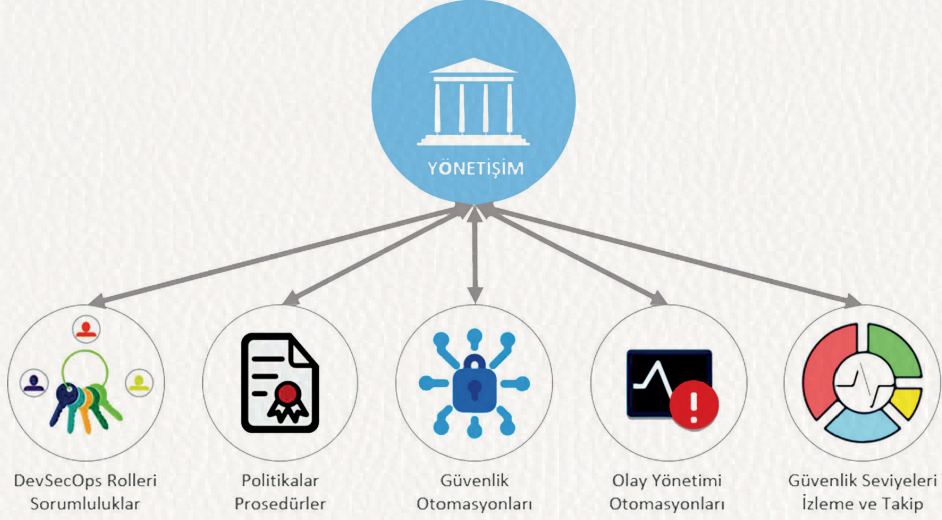 YÖNETİŞİM
DevSecOps Rolleri
Sorumluluklar
Politikalar
Prosedürler
Güvenlik
Otomasyonları
Olay Yönetimi
Otomasyonları
Güvenlik Seviyeleri
İzleme ve Takip